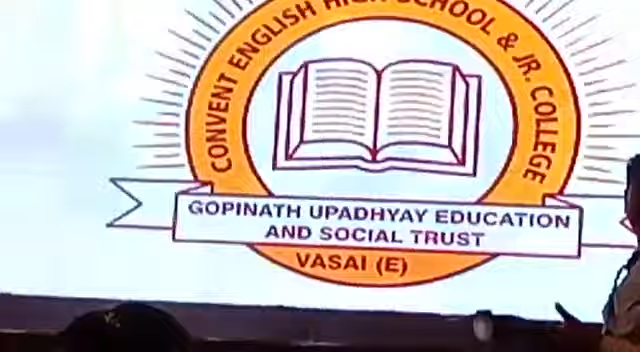 CONVENT ENGLISH HIGH SCHOOL & JR. COLLEGE
GOPINATH UPADHYAY EDUCATION
AND SOCIAL TRUST
VASAI (E)